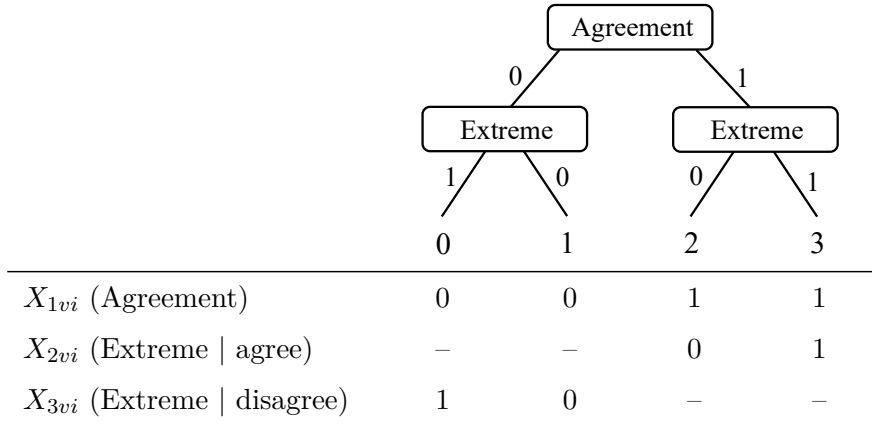 Agreement
0 1
Extreme Extreme
1 0 0 1
0 1 2 3
X1vi (Agreement) 0 0 1 1
X2vi (Extreme | agree) – – 0 1
X3vi (Extreme | disagree) 1 0 – –